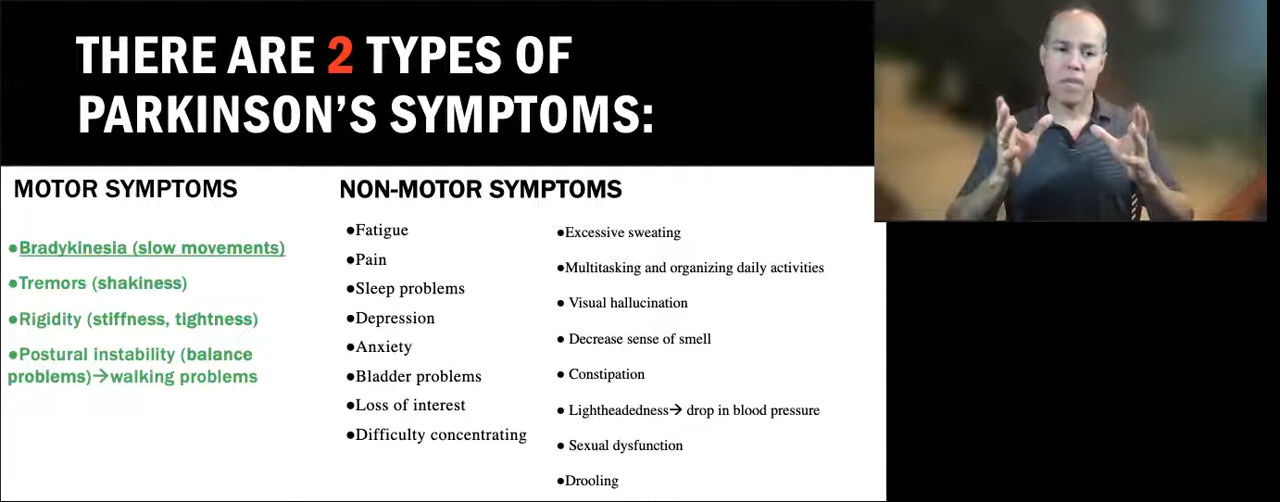 THERE ARE 2 TYPES OF
PARKINSON'S SYMPTOMS:
MOTOR SYMPTOMS
●Bradykinesia (slow movements)
●Tremors (shakiness)
●Rigidity (stiffness, tightness)
●Postural instability (balance
problems)→walking problems
NON-MOTOR SYMPTOMS
●Fatigue
●Pain
●Sleep problems
●Depression
●Anxiety
●Bladder problems
●Loss of interest
●Difficulty concentrating
●Excessive sweating
●Multitasking and organizing daily activities
● Visual hallucination
● Decrease sense of smell
● Constipation
● Lightheadedness→ drop in blood pressure
● Sexual dysfunction
●Drooling